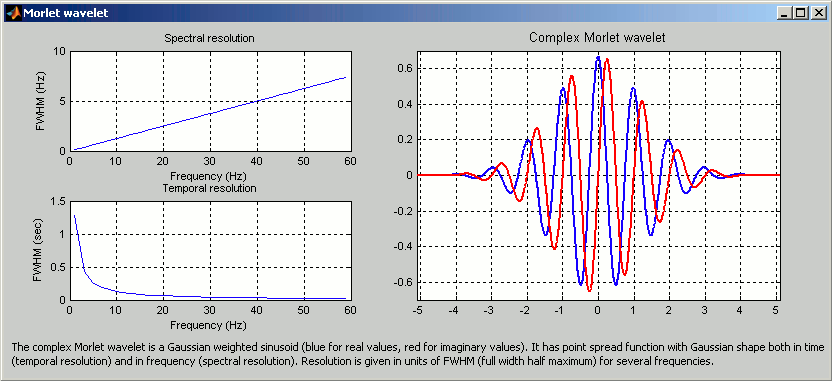 Morlet wavelet
Spectral resolution
10
5
0
FWHM (Hz)
0 10 20 30 40 50 60
Frequency (Hz)
Temporal resolution
1.5
1
0.5
0
FWHM (sec)
0 10 20 30 40 50 60
Frequency (Hz)
Complex Morlet wavelet
0.6
0.4
0.2
0
-0.2
-0.4
-0.6
-5 -4 -3 -2 -1 0 1 2 3 4 5
The complex Morlet wavelet is a Gaussian weighted sinusoid (blue for real values, red for imaginary values). It has point spread function with Gaussian shape both in time
(temporal resolution) and in frequency (spectral resolution). Resolution is given in units of FWHM (full width half maximum) for several frequencies.